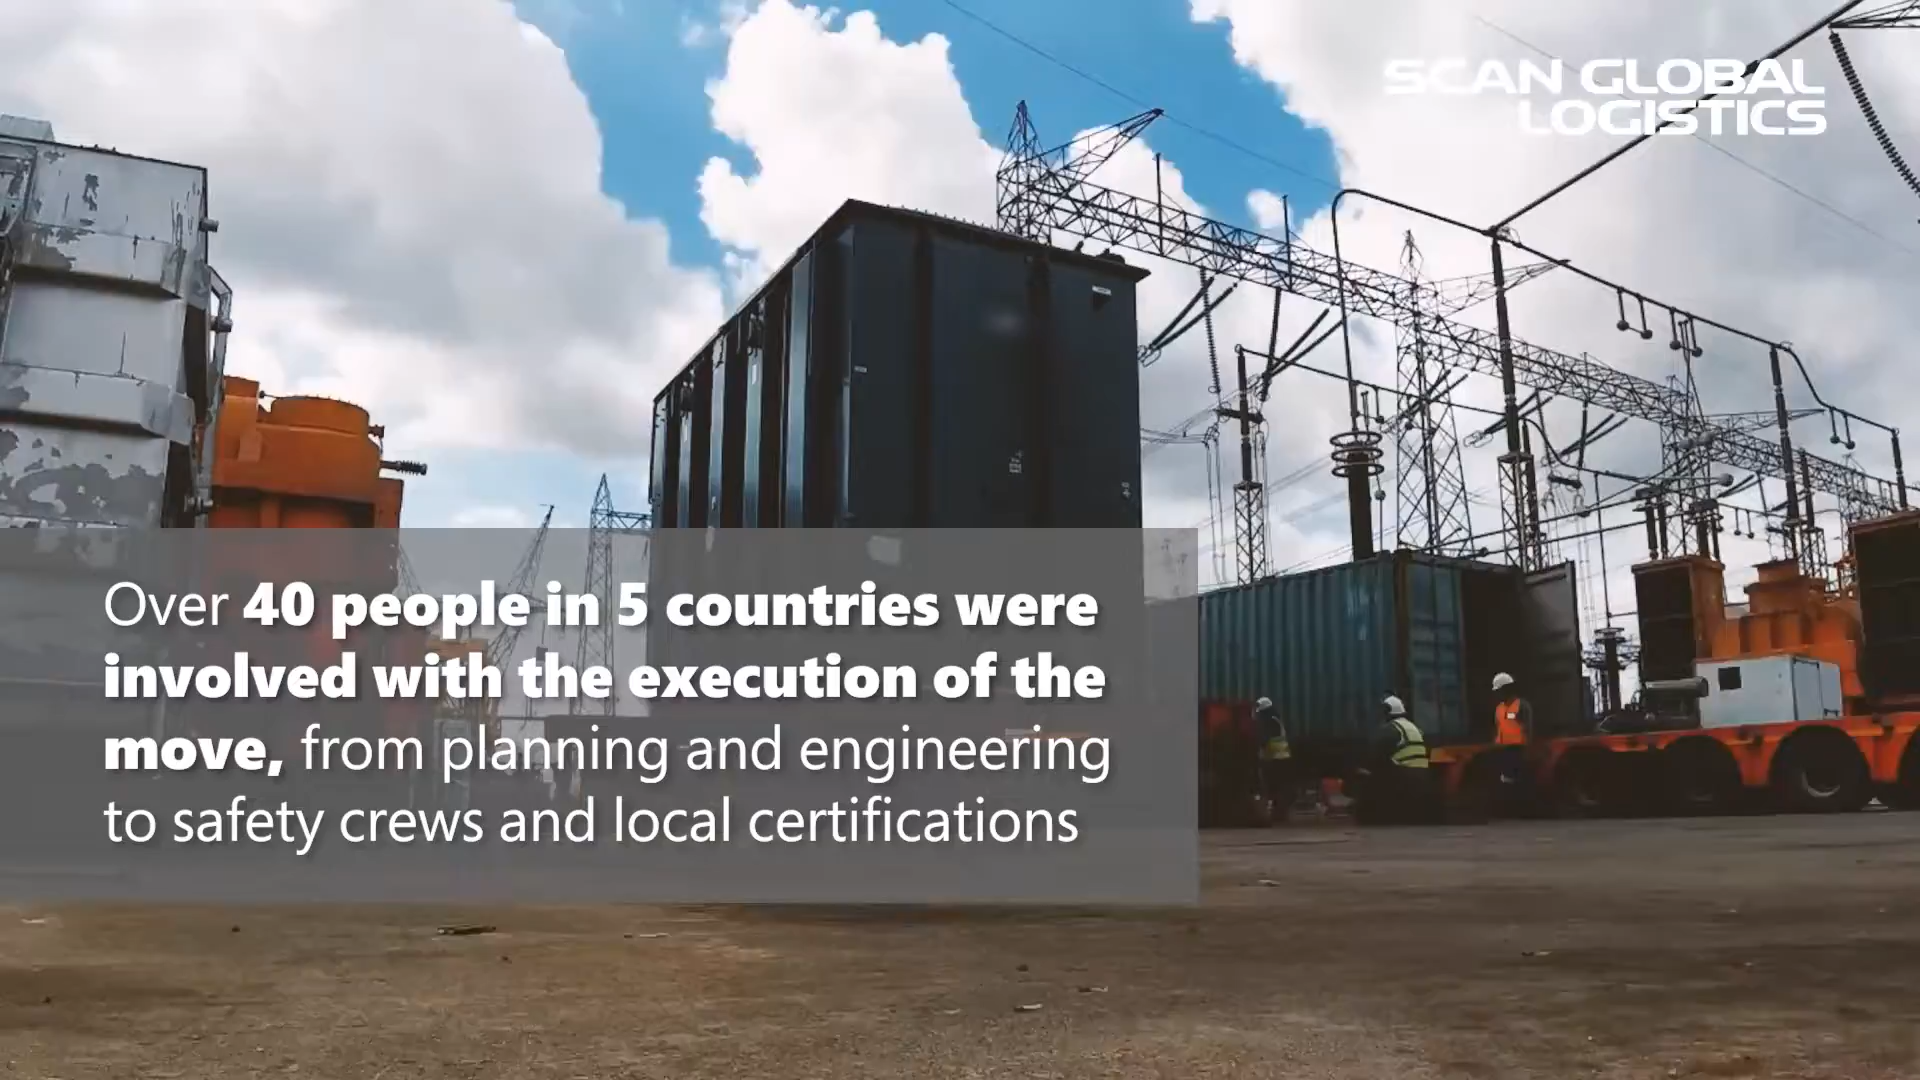 SCAN GLOBAL
LOGISTICS
Over 40 people in 5 countries were
involved with the execution of the
move, from planning and engineering
to safety crews and local certifications